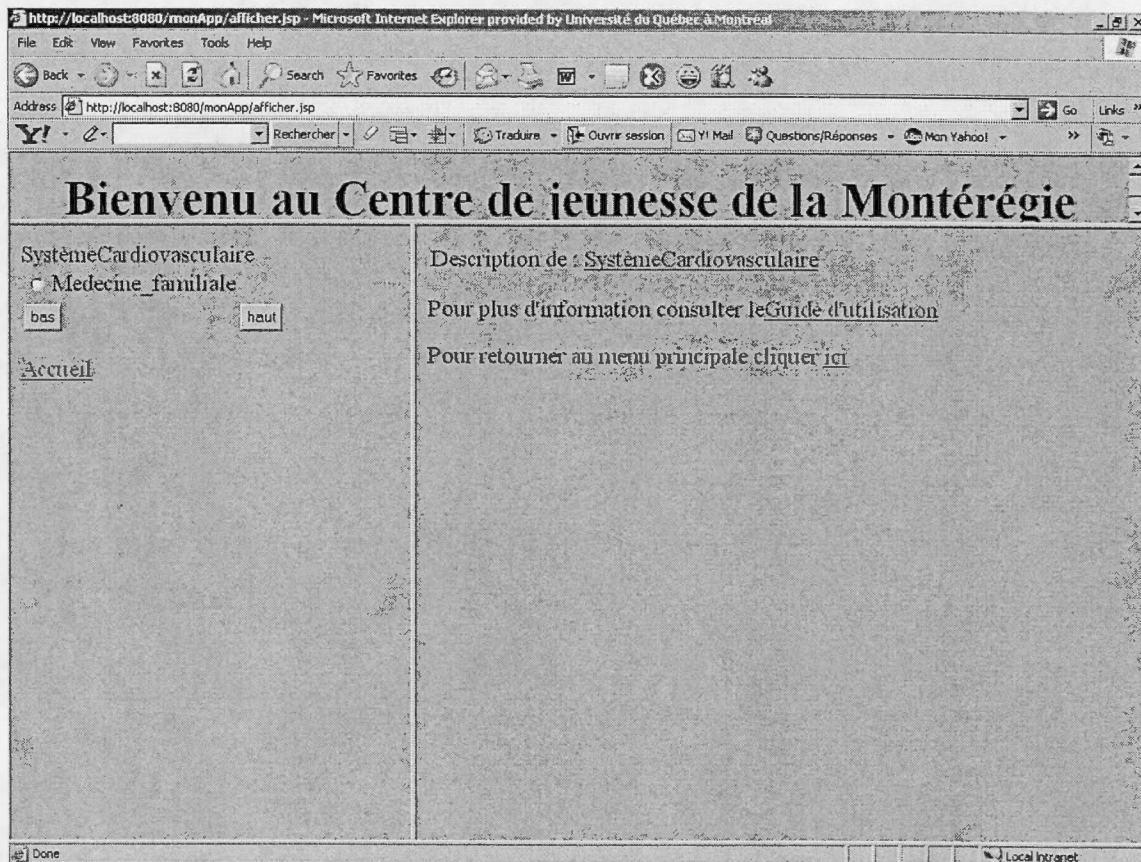 http://localhost:8080/monApp/afficher.jsp - Microsoft Internet Explorer provided by Université du Québec à Montréal
File Edit View Favorites Tools Help
Back Search Favorites
Address http://localhost:8080/monApp/afficher.jsp Go Links »
Y! Rechercher Traduire Ouvrir session Y! Mail Questions/Réponses Mon Yahoo! »
Bienvenu au Centre de jeunesse de la Montérégie
SystèmeCardiovasculaire
Medecine_familiale
bas haut
Accueil
Description de : SystèmeCardiovasculaire
Pour plus d'information consulter leGuide d'utilisation
Pour retourner au menu principale cliquer ici
Done Local intranet